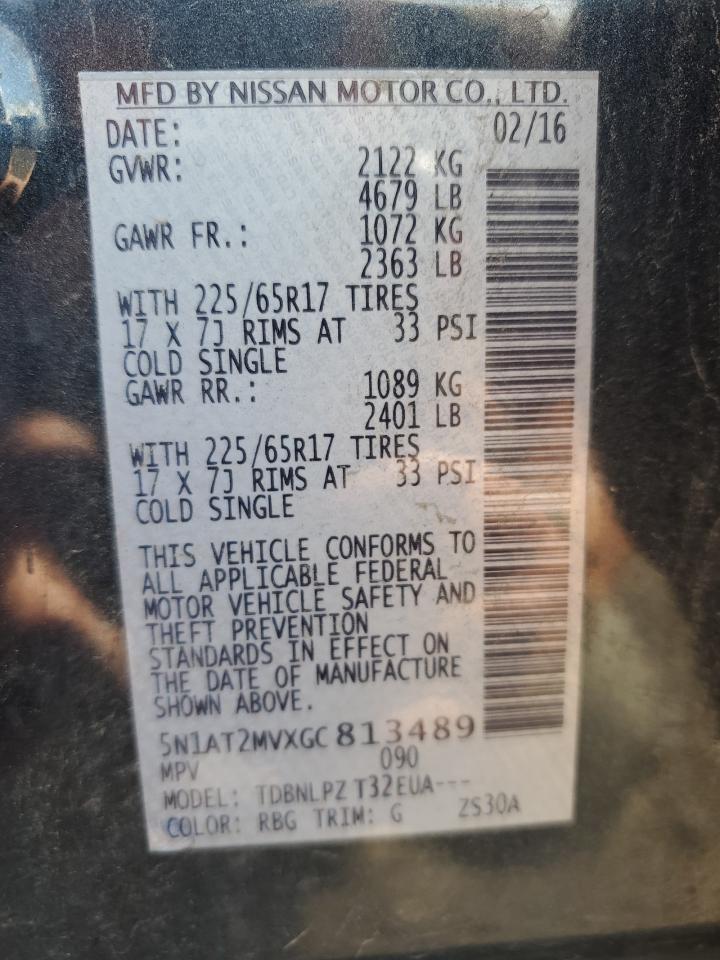 MFD BY NISSAN MOTOR CO., LTD.
DATE: 02/16
GVWR: 2122 KG
4679 LB
GAWR FR.: 1072 KG
2363 LB
WITH 225/65R17 TIRES
17 X 7J RIMS AT 33 PSI
COLD SINGLE
GAWR RR.: 1089 KG
2401 LB
WITH 225/65R17 TIRES
17 X 7J RIMS AT 33 PSI
COLD SINGLE
THIS VEHICLE CONFORMS TO
ALL APPLICABLE FEDERAL
MOTOR VEHICLE SAFETY AND
THEFT PREVENTION
STANDARDS IN EFFECT ON
THE DATE OF MANUFACTURE
SHOWN ABOVE.
5N1AT2MVXGC813489
MPV 090
MODEL: TDBNLPZ T32EUA---
COLOR: RBG TRIM: G ZS30A